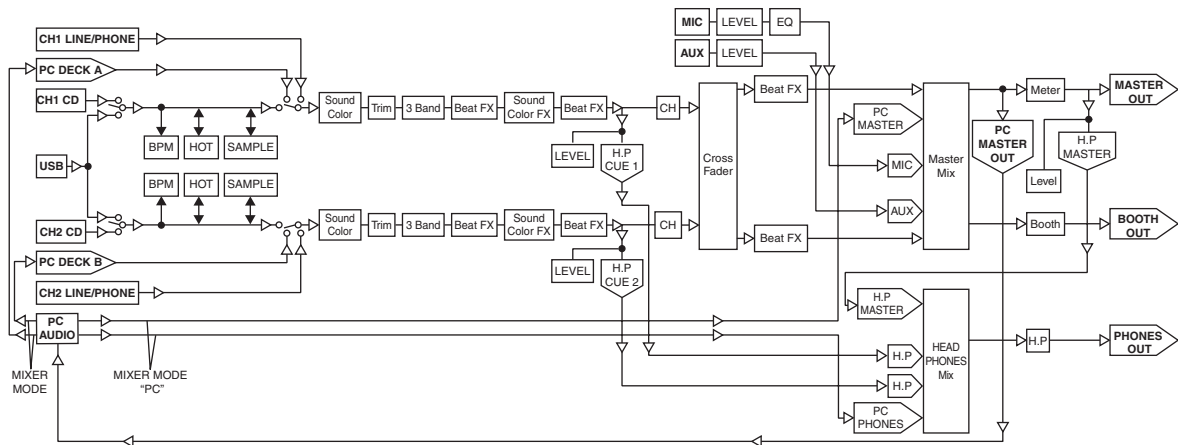 CH1 LINE/PHONE
PC DECK A
CH1 CD
USB
CH2 CD
PC DECK B
CH2 LINE/PHONE
PC
AUDIO
MIXER
MODE
MIXER MODE
“PC”
BPM
HOT
SAMPLE
BPM
HOT
SAMPLE
Sound
Color
Trim
3 Band
Beat FX
Sound
Color FX
Beat FX
LEVEL
H.P
CUE 1
CH
Sound
Color
Trim
3 Band
Beat FX
Sound
Color FX
Beat FX
LEVEL
H.P
CUE 2
CH
MIC
LEVEL
EQ
AUX
LEVEL
Cross
Fader
Beat FX
Beat FX
PC
MASTER
MIC
AUX
Master
Mix
PC
MASTER
OUT
Meter
Level
H.P
MASTER
MASTER
OUT
Booth
BOOTH
OUT
H.P
MASTER
H.P
H.P
PC
PHONES
HEAD
PHONES
Mix
H.P
PHONES
OUT